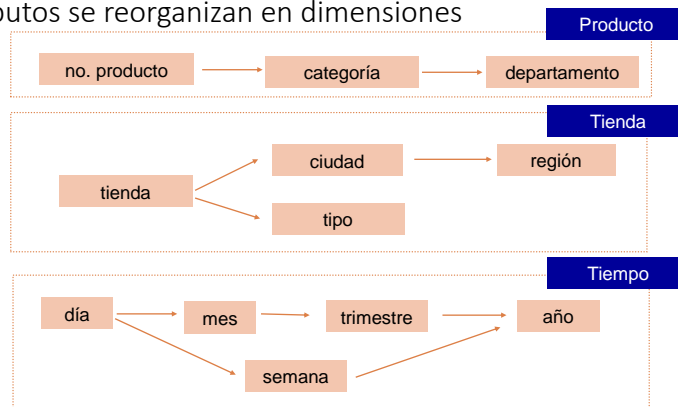 se reorganizan en dimensiones
Producto
no. producto
categoría
departamento
Tienda
ciudad
región
tienda
tipo
Tiempo
día
mes
trimestre
año
semana